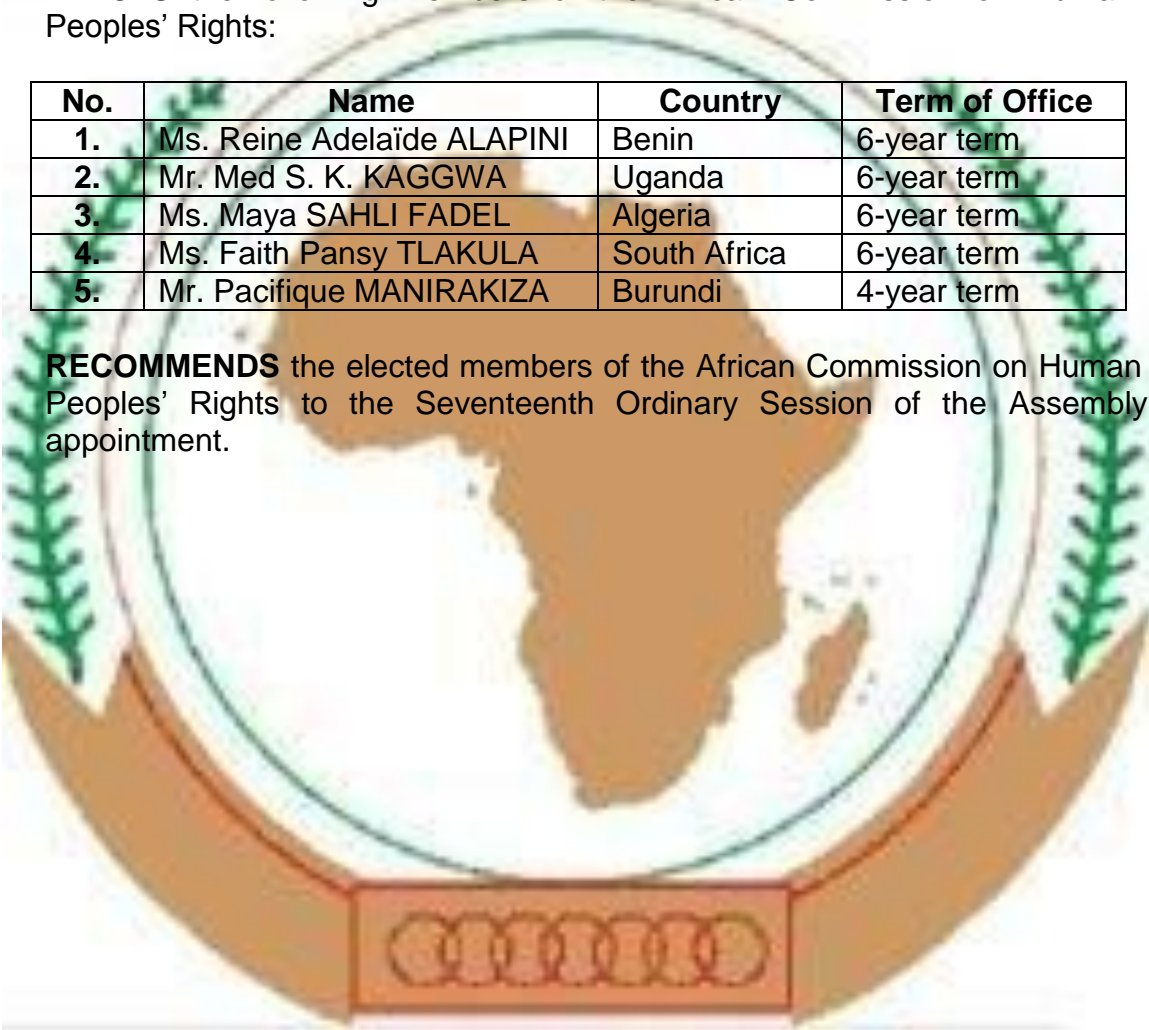 Peoples’ Rights:
No. Name Country Term of Office
1. Ms. Reine Adelaïde ALAPINI Benin 6-year term
2. Mr. Med S. K. KAGGWA Uganda 6-year term
3. Ms. Maya SAHLI FADEL Algeria 6-year term
4. Ms. Faith Pansy TLAKULA South Africa 6-year term
5. Mr. Pacifique MANIRAKIZA Burundi 4-year term
RECOMMENDS the elected members of the African Commission on Human
Peoples’ Rights to the Seventeenth Ordinary Session of the Assembly
appointment.